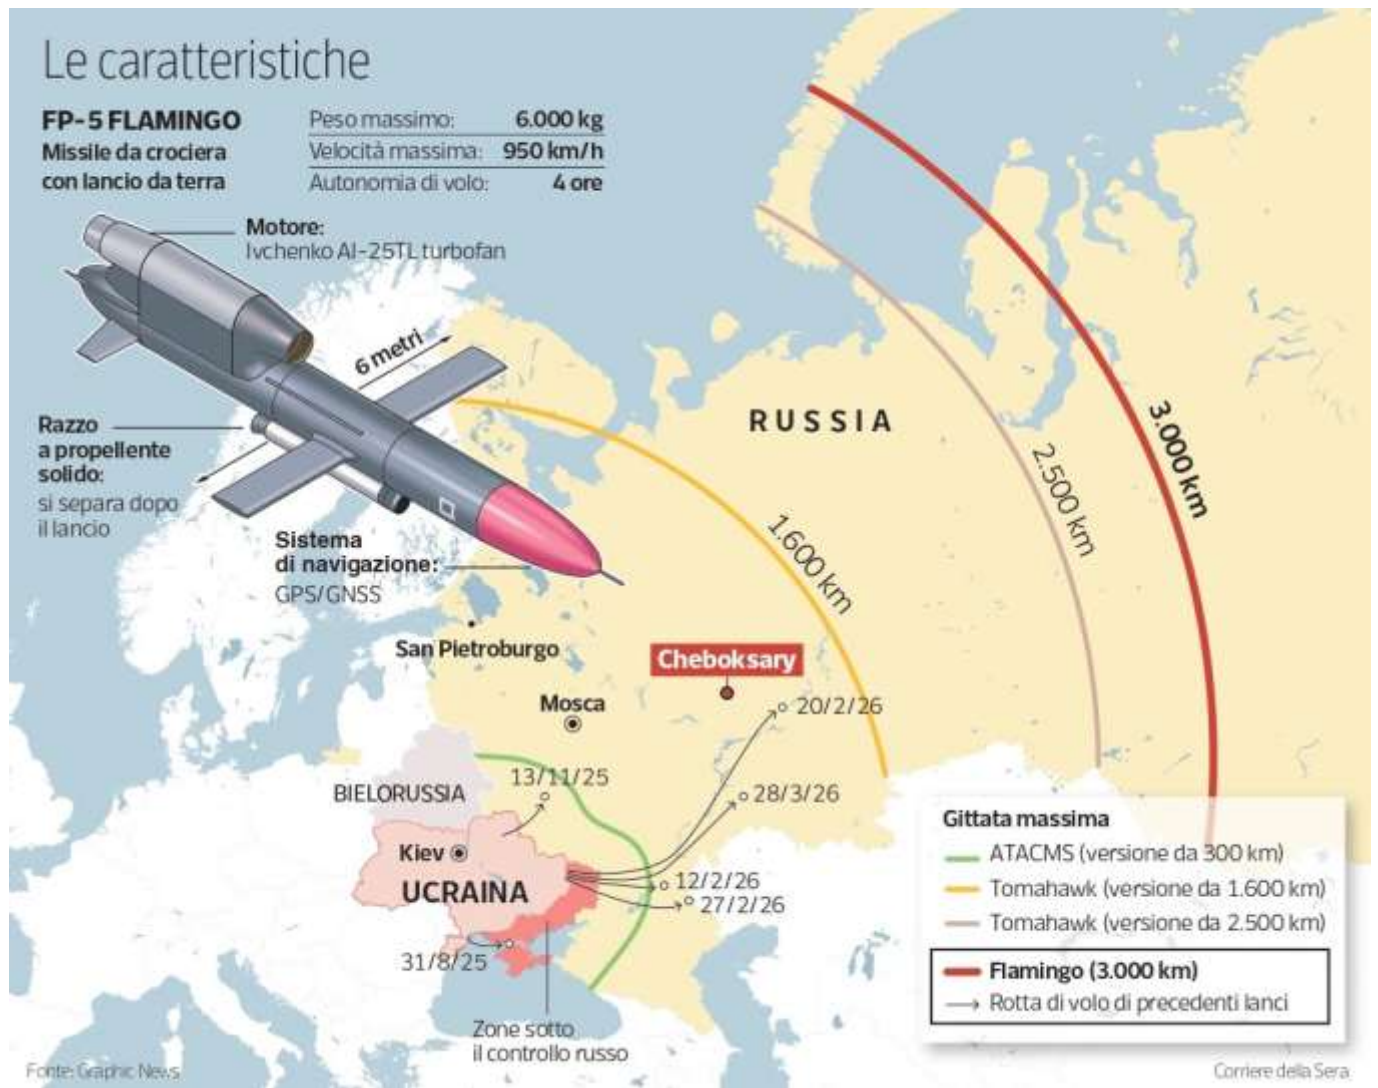 Le caratteristiche
FP-5 FLAMINGO
Missile da crociera
con lancio da terra
Peso massimo: 6.000 kg
Velocità massima: 950 km/h
Autonomia di volo: 4 ore
Motore:
Ivchenko AI-25TL turbofan
6 metri
Razzo
a propellente
solido:
si separa dopo
il lancio
Sistema
di navigazione:
GPS/GNSS
RUSSIA
3.000 km
2.500 km
1.600 km
San Pietroburgo
Cheboksary
Mosca
20/2/26
13/11/25
BIELORUSSIA
28/3/26
Kiev
UCRAINA
12/2/26
27/2/26
31/8/25
Zone sotto
il controllo russo
Gittata massima
ATACMS (versione da 300 km)
Tomahawk (versione da 1.600 km)
Tomahawk (versione da 2.500 km)
Flamingo (3.000 km)
Rotta di volo di precedenti lanci
Fonte: Graphic News
Corriere della Sera